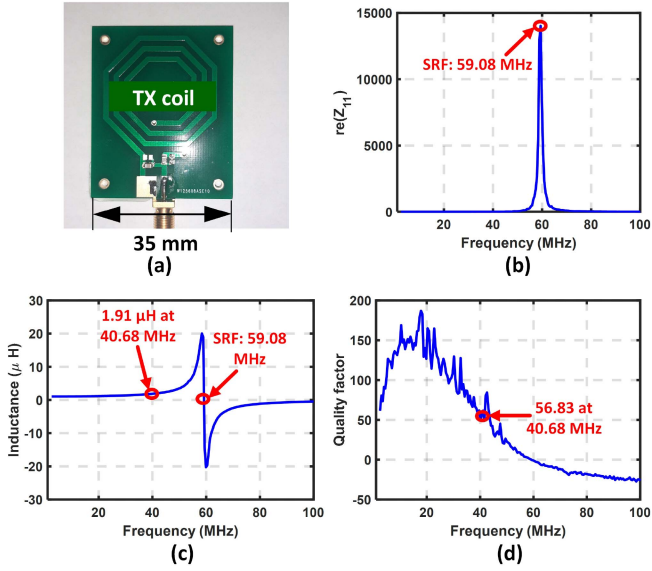 TX coil
35 mm
(a)
15000
10000
5000
0
re(Z11)
SRF: 59.08 MHz
20
40
60
80
100
Frequency (MHz)
(b)
30
20
10
0
-10
-20
-30
Inductance (μ H)
1.91 μH at
40.68 MHz
SRF: 59.08
MHz
20
40
60
80
100
Frequency (MHz)
(c)
200
150
100
50
0
-50
Quality factor
56.83 at
40.68 MHz
20
40
60
80
100
Frequency (MHz)
(d)